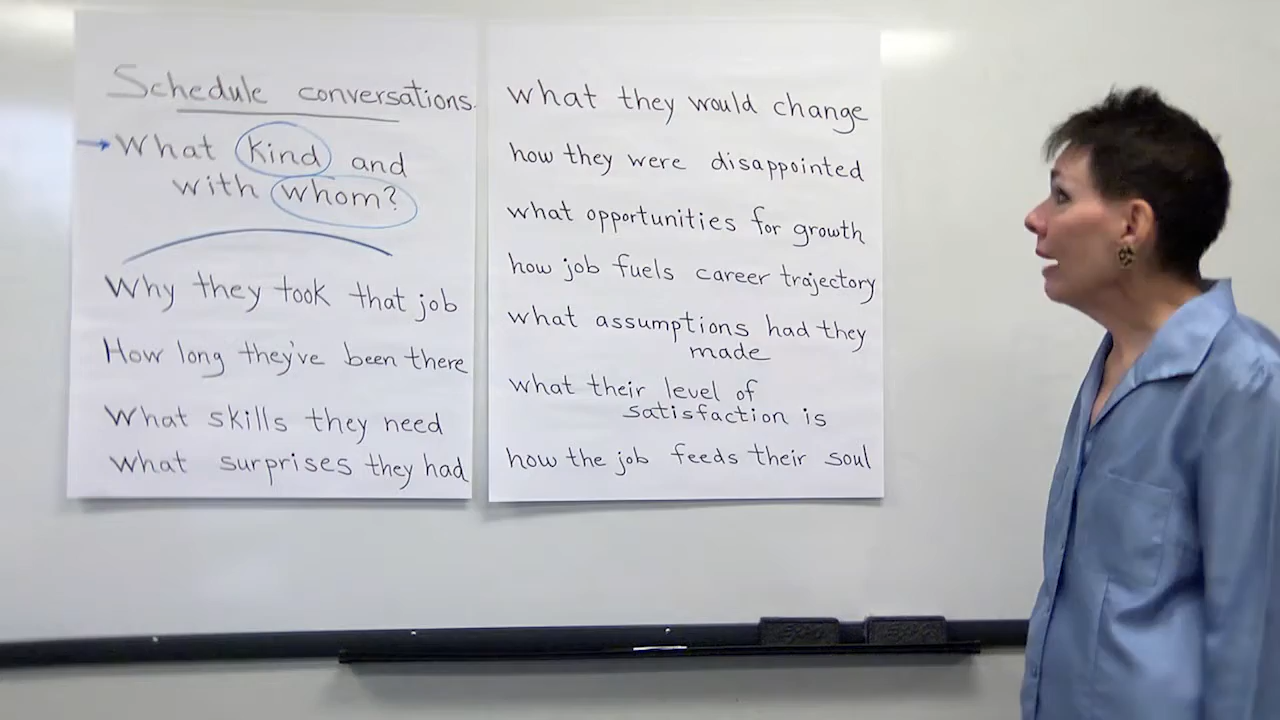 Schedule conversations.
What kind and
with whom?
Why they took that job
How long they've been there
What skills they need
What surprises they had
what they would change
how they were disappointed
what opportunities for growth
how job fuels career trajectory
what assumptions had they
made
what their level of
satisfaction is
how the job feeds their soul